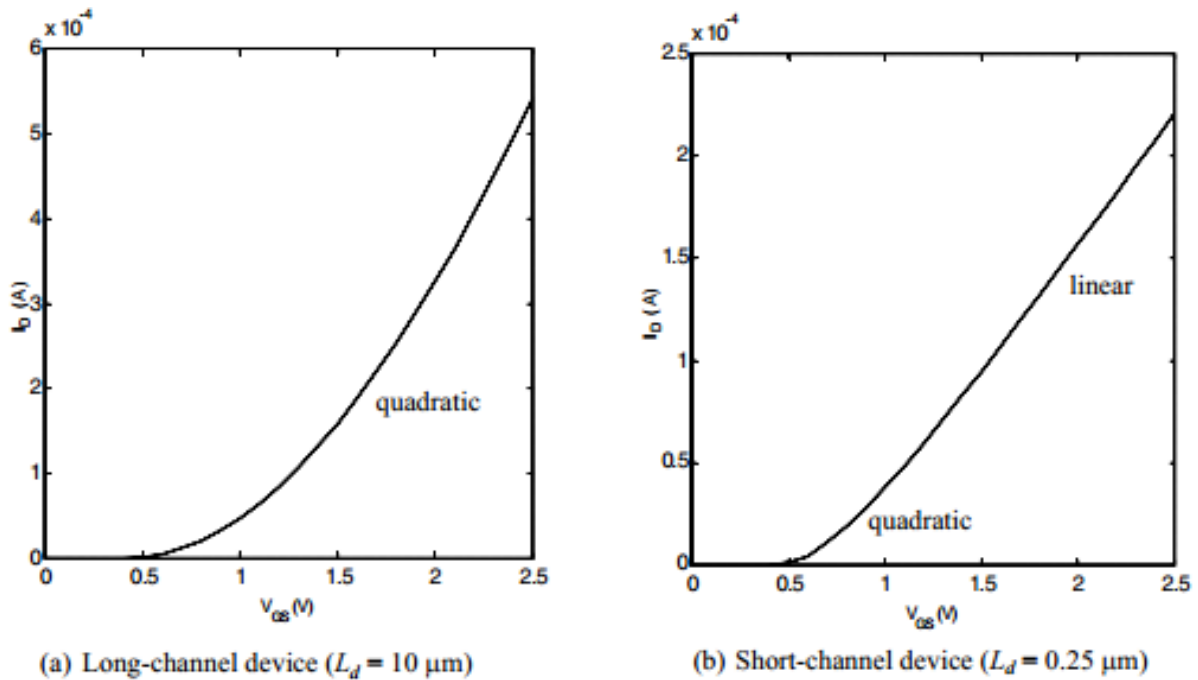 x 10⁻⁴
6
5
4
3
2
1
0
I_D (A)
quadratic
0 0.5 1 1.5 2 2.5
V_GS (V)
(a) Long-channel device (L_d = 10 μm)
x 10⁻⁴
2.5
2
1.5
1
0.5
0
I_D (A)
linear
quadratic
0 0.5 1 1.5 2 2.5
V_GS (V)
(b) Short-channel device (L_d = 0.25 μm)